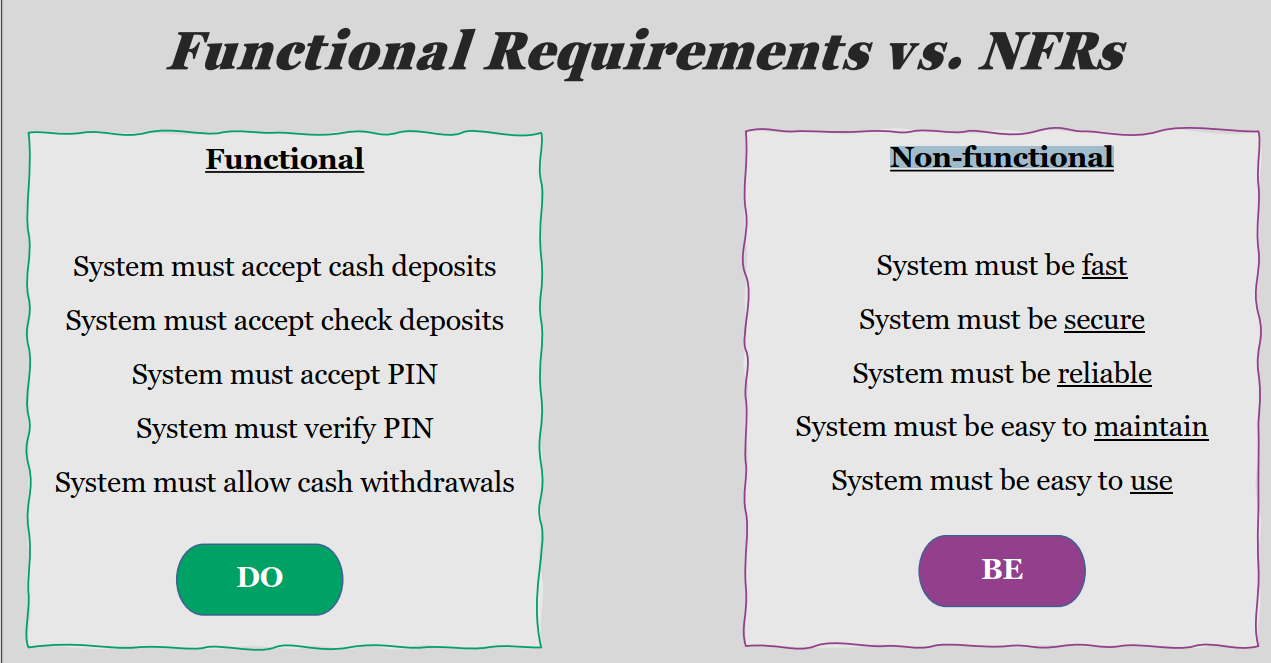 Functional Requirements vs. NFRs
Functional
System must accept cash deposits
System must accept check deposits
System must accept PIN
System must verify PIN
System must allow cash withdrawals
DO
Non-functional
System must be fast
System must be secure
System must be reliable
System must be easy to maintain
System must be easy to use
BE